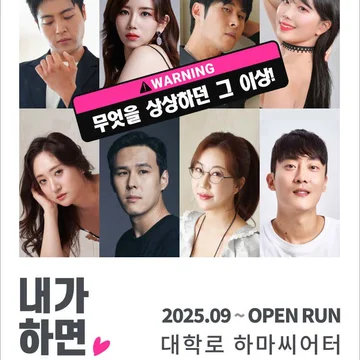 WARNING
무엇을 상상하던 그 이상!
내가
하면
2025.09 ~ OPEN RUN
대학로 하마씨어터